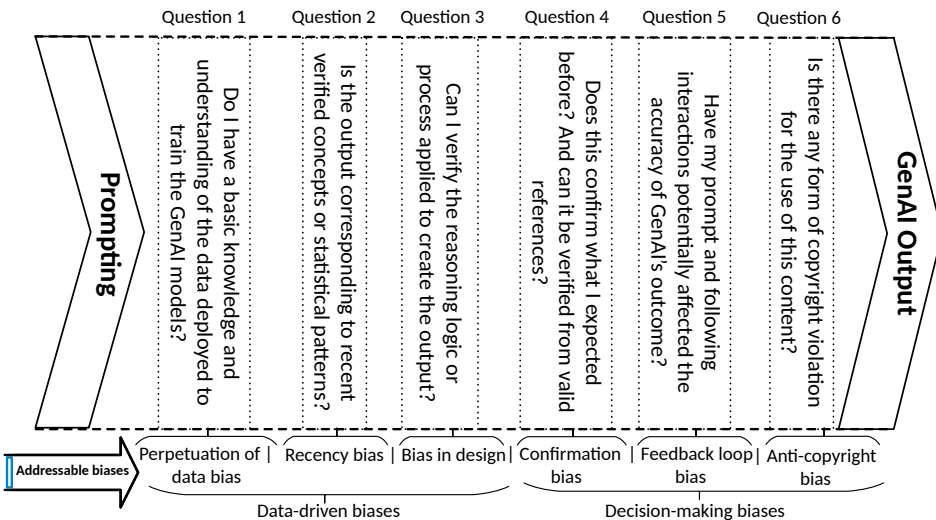 Question 1
Question 2
Question 3
Question 4
Question 5
Question 6
Prompting
Do I have a basic knowledge and
understanding of the data deployed to
train the GenAI models?
Is the output corresponding to recent
verified concepts or statistical patterns?
Can I verify the reasoning logic or
process applied to create the output?
Does this confirm what I expected
before? And can it be verified from valid
references?
Have my prompt and following
interactions potentially affected the
accuracy of GenAI's outcome?
Is there any form of copyright violation
for the use of this content?
GenAI Output
Addressable biases
Perpetuation of |
data bias
Recency bias |
Bias in design |
Confirmation
bias
|
Feedback loop |
bias
Anti-copyright
bias
Data-driven biases
Decision-making biases